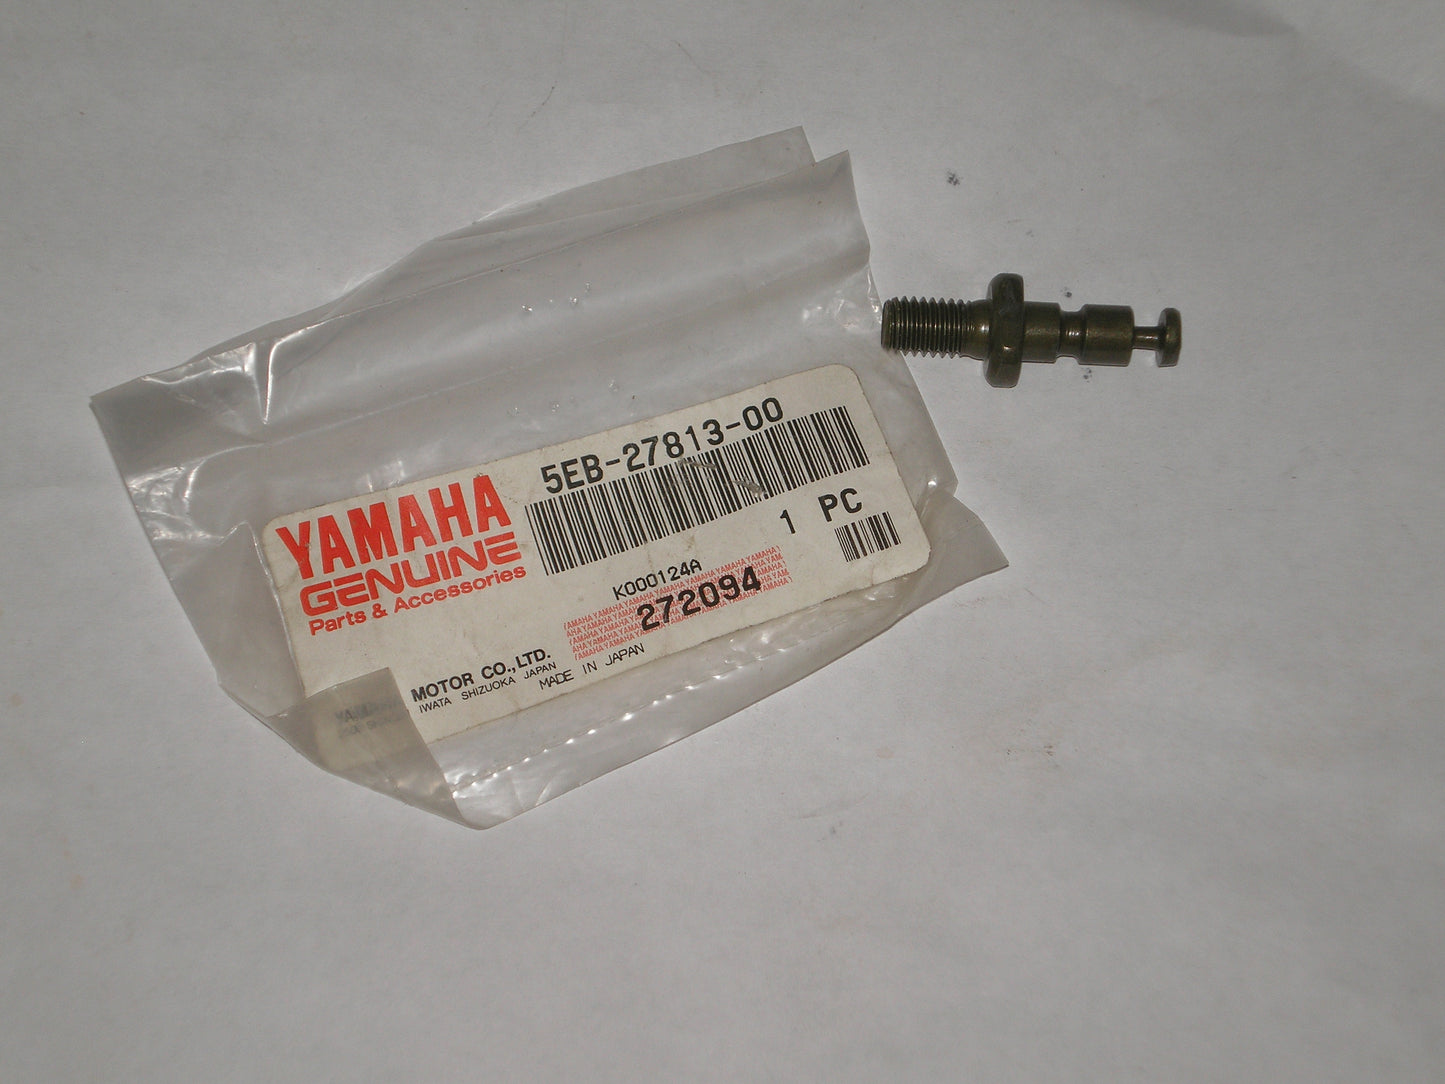 5EB-27813-00
YAMAHA
GENUINE
Parts & Accessories
1 PC
K000124A
YAMAHAYAMAHAYAMAHAYAMAHA
272094
MOTOR CO.,LTD.
IWATA SHIZUOKA JAPAN
MADE IN JAPAN